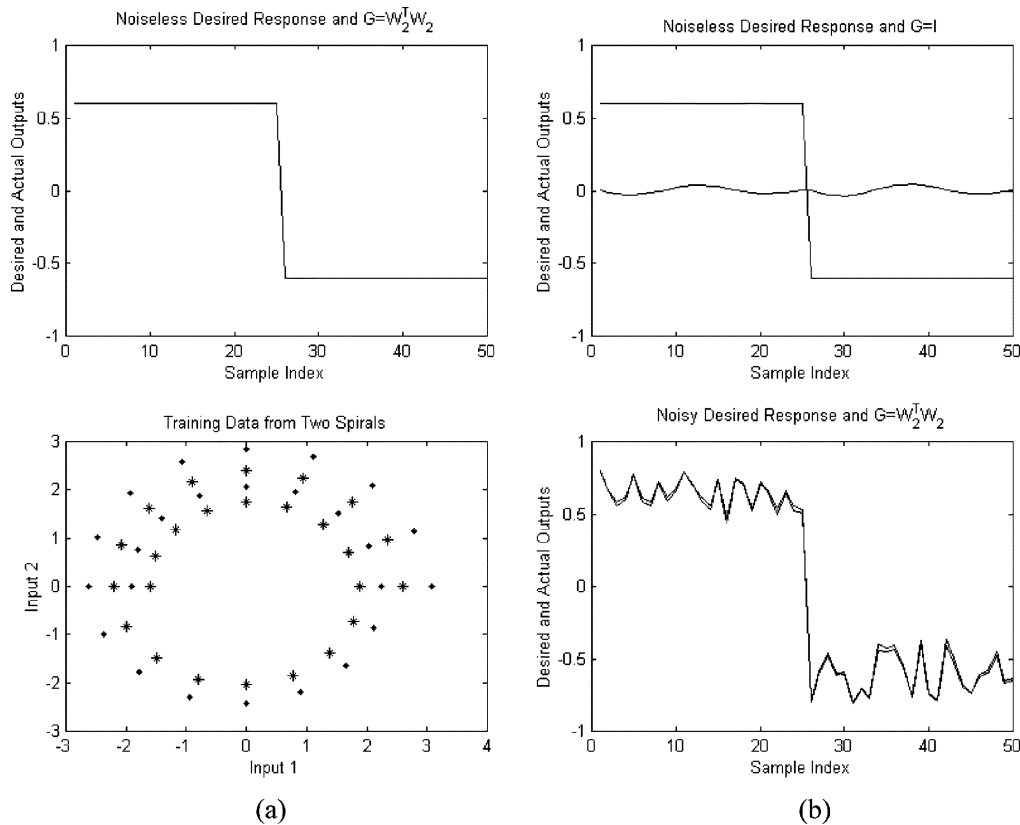 Noiseless Desired Response and G=W₂ᵀW₂
Desired and Actual Outputs
1
0.5
0
-0.5
-1
0 10 20 30 40 50
Sample Index
Noiseless Desired Response and G=I
Desired and Actual Outputs
1
0.5
0
-0.5
-1
0 10 20 30 40 50
Sample Index
Training Data from Two Spirals
Input 2
3
2
1
0
-1
-2
-3
-3 -2 -1 0 1 2 3 4
Input 1
Noisy Desired Response and G=W₂ᵀW₂
Desired and Actual Outputs
1
0.5
0
-0.5
-1
0 10 20 30 40 50
Sample Index
(a)
(b)